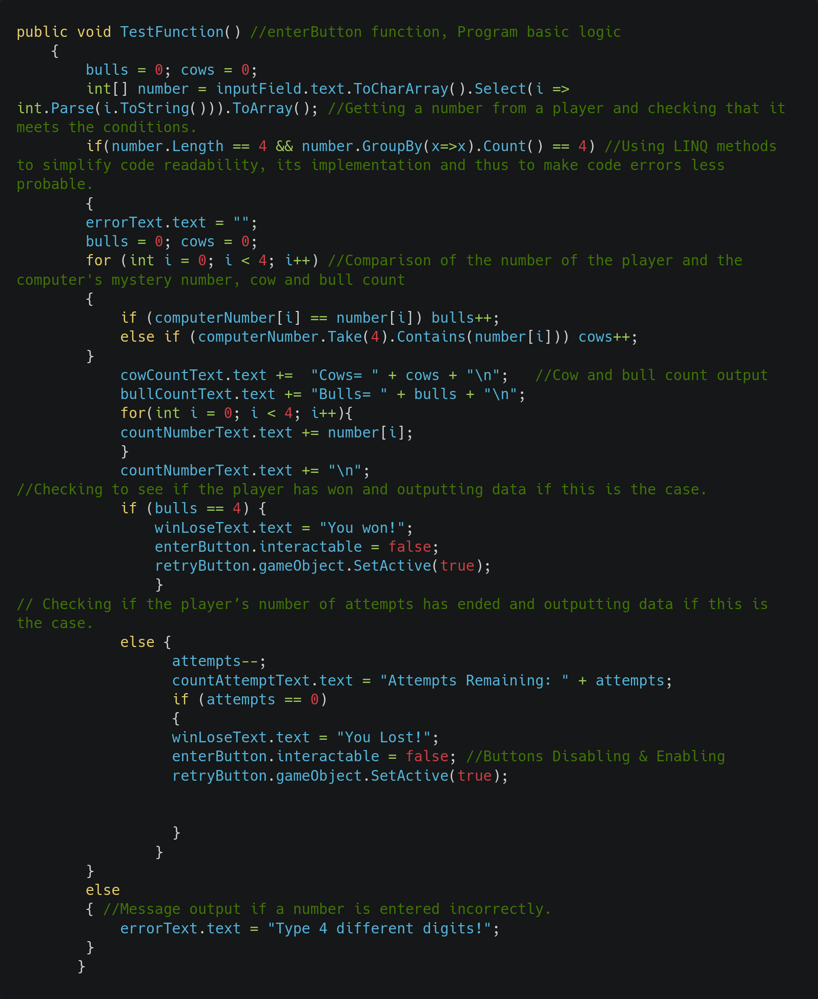 public void TestFunction() //enterButton function, Program basic logic
    {
        bulls = 0; cows = 0;
        int[] number = inputField.text.ToCharArray().Select(i =>
int.Parse(i.ToString())).ToArray(); //Getting a number from a player and checking that it
meets the conditions.
        if(number.Length == 4 && number.GroupBy(x=>x).Count() == 4) //Using LINQ methods
to simplify code readability, its implementation and thus to make code errors less
probable.
        {
        errorText.text = "";
        bulls = 0; cows = 0;
        for (int i = 0; i < 4; i++) //Comparison of the number of the player and the
computer's mystery number, cow and bull count
        {
            if (computerNumber[i] == number[i]) bulls++;
            else if (computerNumber.Take(4).Contains(number[i])) cows++;
        }
            cowCountText.text +=  "Cows= " + cows + "\n";   //Cow and bull count output
            bullCountText.text += "Bulls= " + bulls + "\n";
            for(int i = 0; i < 4; i++){
            countNumberText.text += number[i];
            }
            countNumberText.text += "\n";
//Checking to see if the player has won and outputting data if this is the case.
            if (bulls == 4) {
                winLoseText.text = "You won!";
                enterButton.interactable = false;
                retryButton.gameObject.SetActive(true);
                }
// Checking if the player’s number of attempts has ended and outputting data if this is
the case.
            else {
                  attempts--;
                  countAttemptText.text = "Attempts Remaining: " + attempts;
                  if (attempts == 0)
                  {
                  winLoseText.text = "You Lost!";
                  enterButton.interactable = false; //Buttons Disabling & Enabling
                  retryButton.gameObject.SetActive(true);
                  }
                }
        }
        else
        { //Message output if a number is entered incorrectly.
            errorText.text = "Type 4 different digits!";
        }
       }